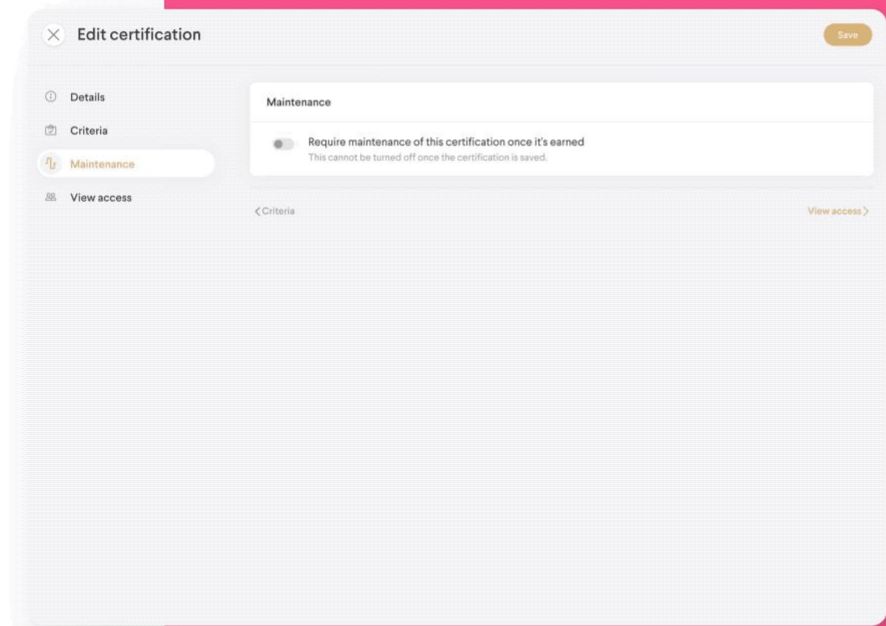 Edit certification
Save
Details
Criteria
Maintenance
View access
Maintenance
Require maintenance of this certification once it's earned
This cannot be turned off once the certification is saved.
Criteria
View access